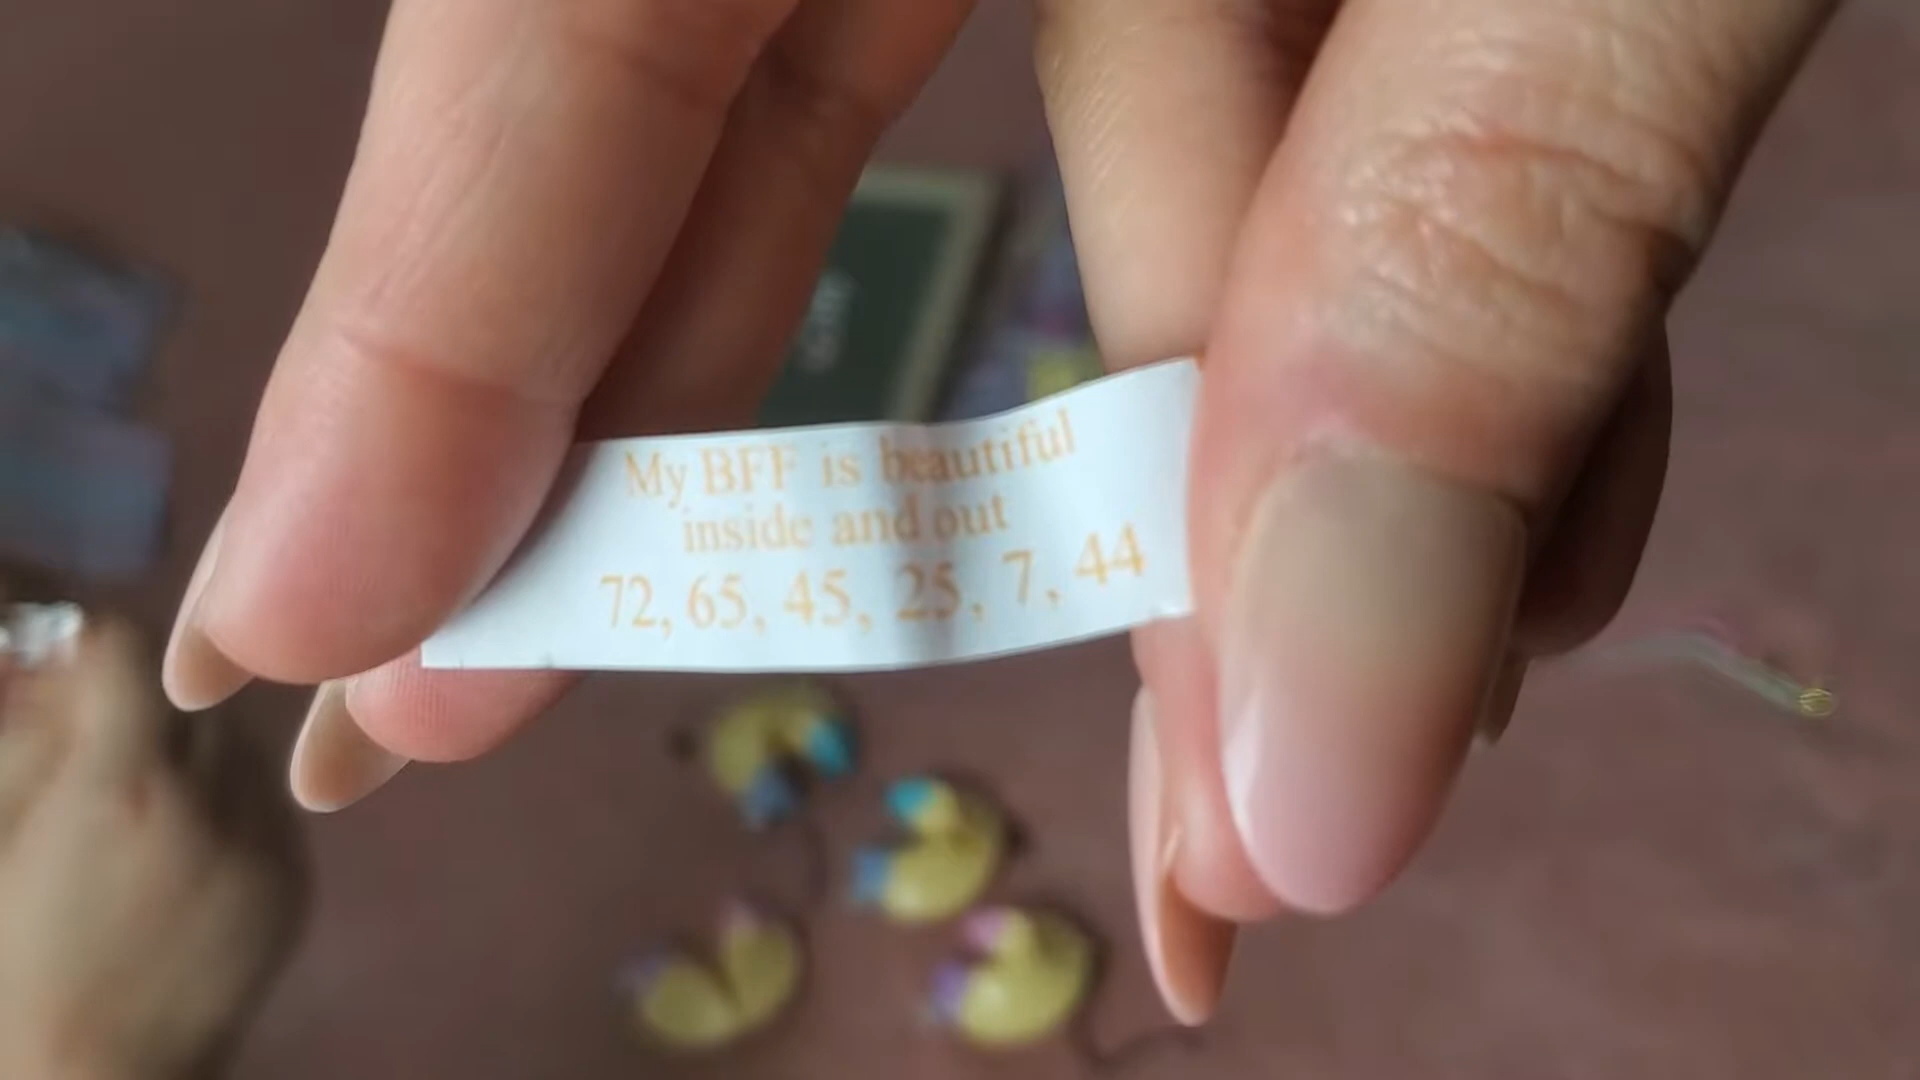 My BFF is beautiful
inside and out
72, 65, 45, 25, 7, 44